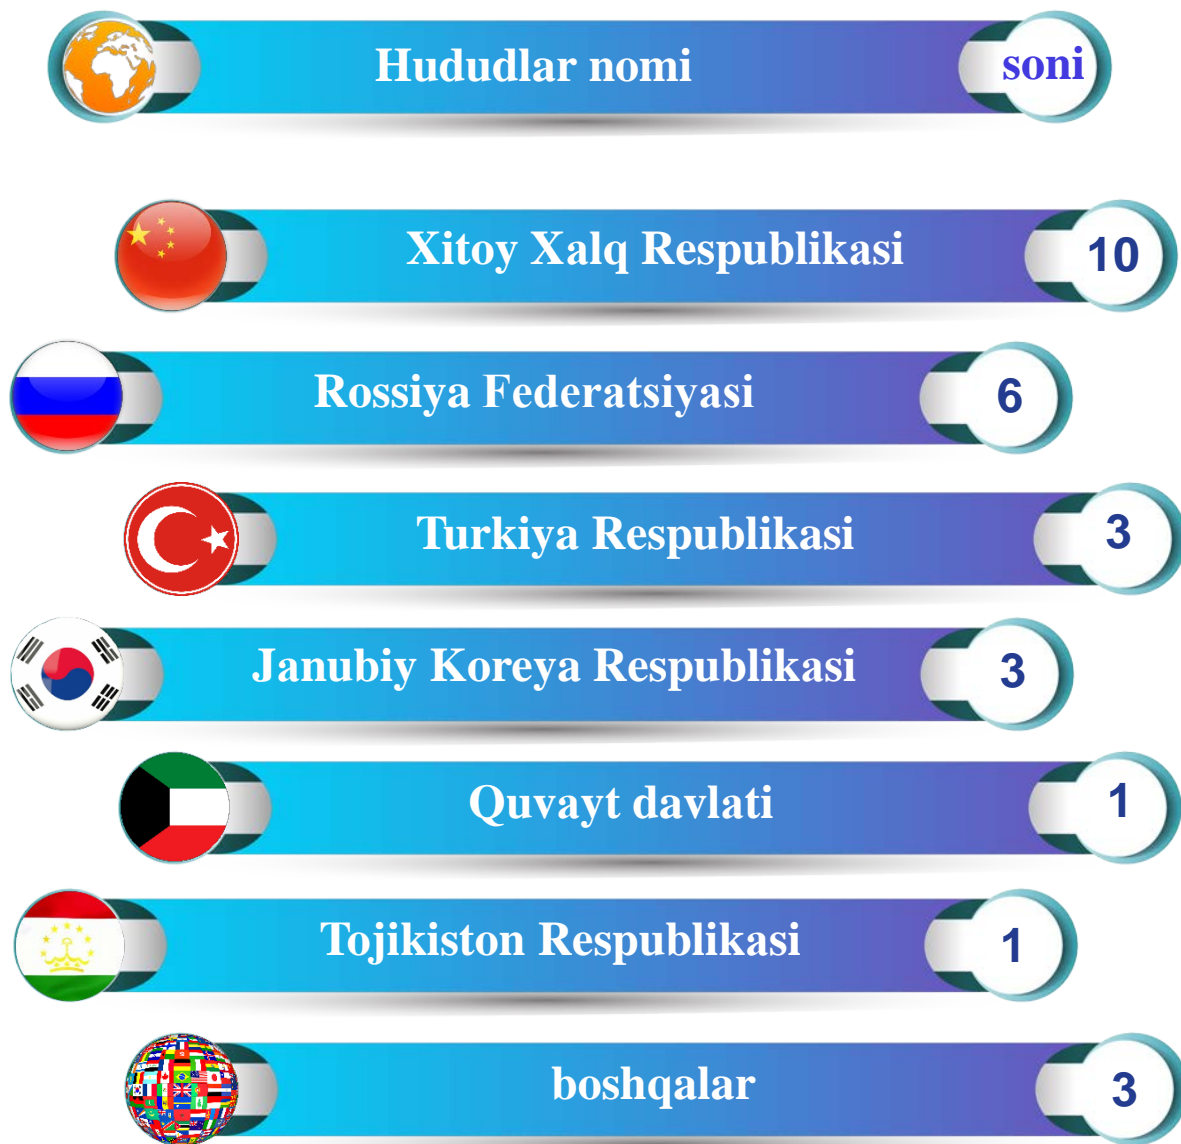 Hududlar nomi soni
Xitoy Xalq Respublikasi 10
Rossiya Federatsiyasi 6
Turkiya Respublikasi 3
Janubiy Koreya Respublikasi 3
Quvayt davlati 1
Tojikiston Respublikasi 1
boshqalar 3